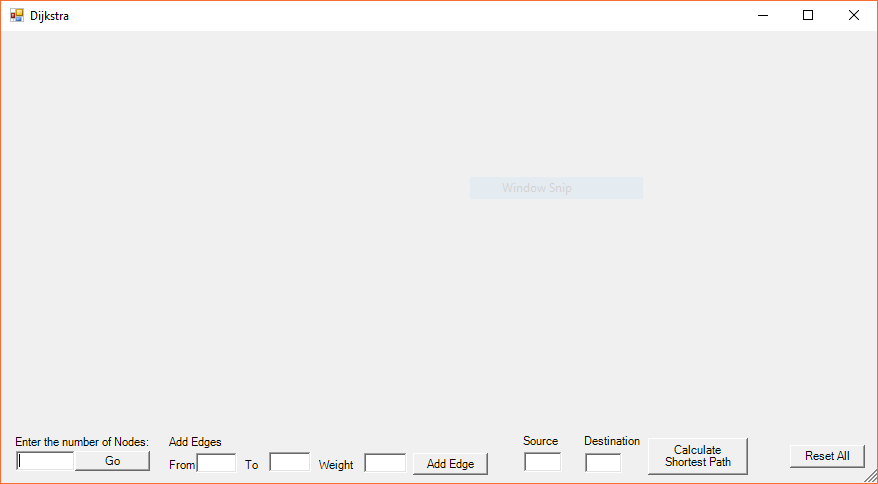 Dijkstra
Window Snip
Enter the number of Nodes:
Go
Add Edges
From
To
Weight
Add Edge
Source
Destination
Calculate
Shortest Path
Reset All